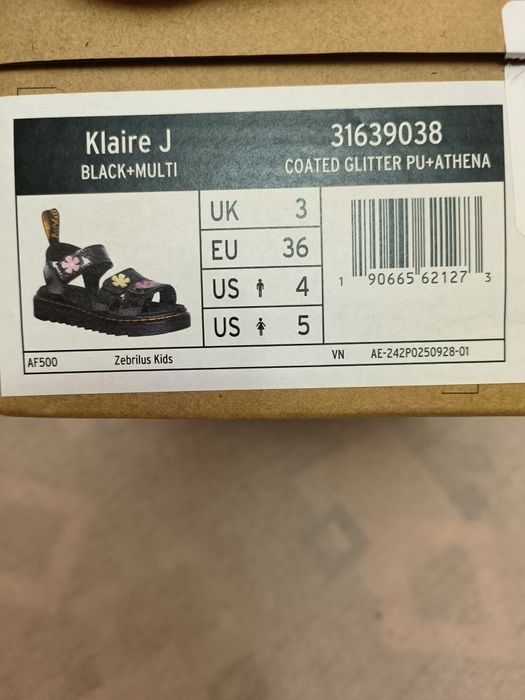 Klaire J
BLACK+MULTI
31639038
COATED GLITTER PU+ATHENA
UK 3
EU 36
US 4
US 5
1 90665 62127 3
AF500 Zebrilus Kids VN AE-242P0250928-01